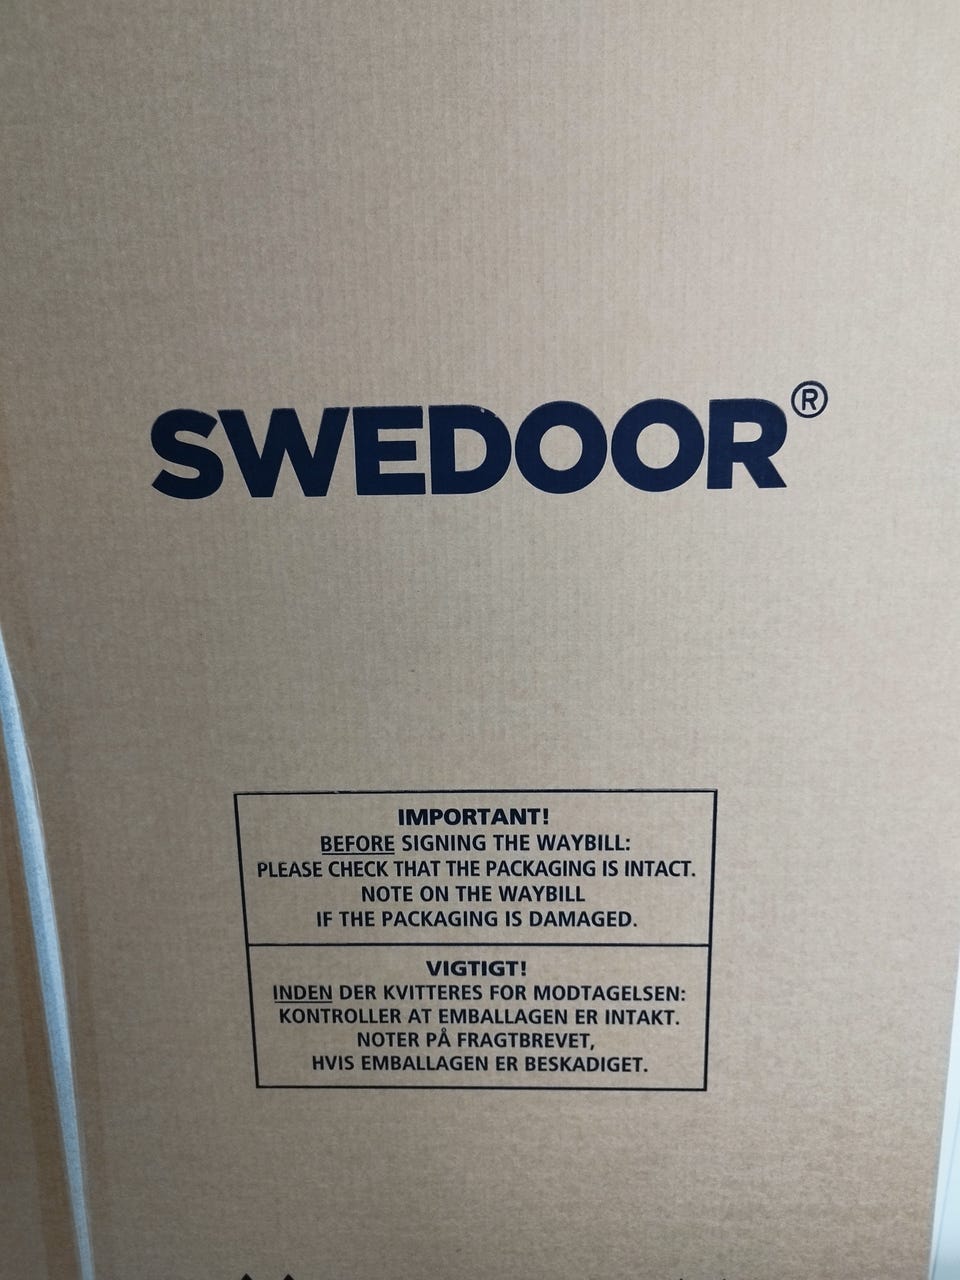 SWEDOOR®
IMPORTANT!
BEFORE SIGNING THE WAYBILL:
PLEASE CHECK THAT THE PACKAGING IS INTACT.
NOTE ON THE WAYBILL
IF THE PACKAGING IS DAMAGED.
VIGTIGT!
INDEN DER KVITTERES FOR MODTAGELSEN:
KONTROLLER AT EMBALLAGEN ER INTAKT.
NOTER PÅ FRAGTBREVET,
HVIS EMBALLAGEN ER BESKADIGET.